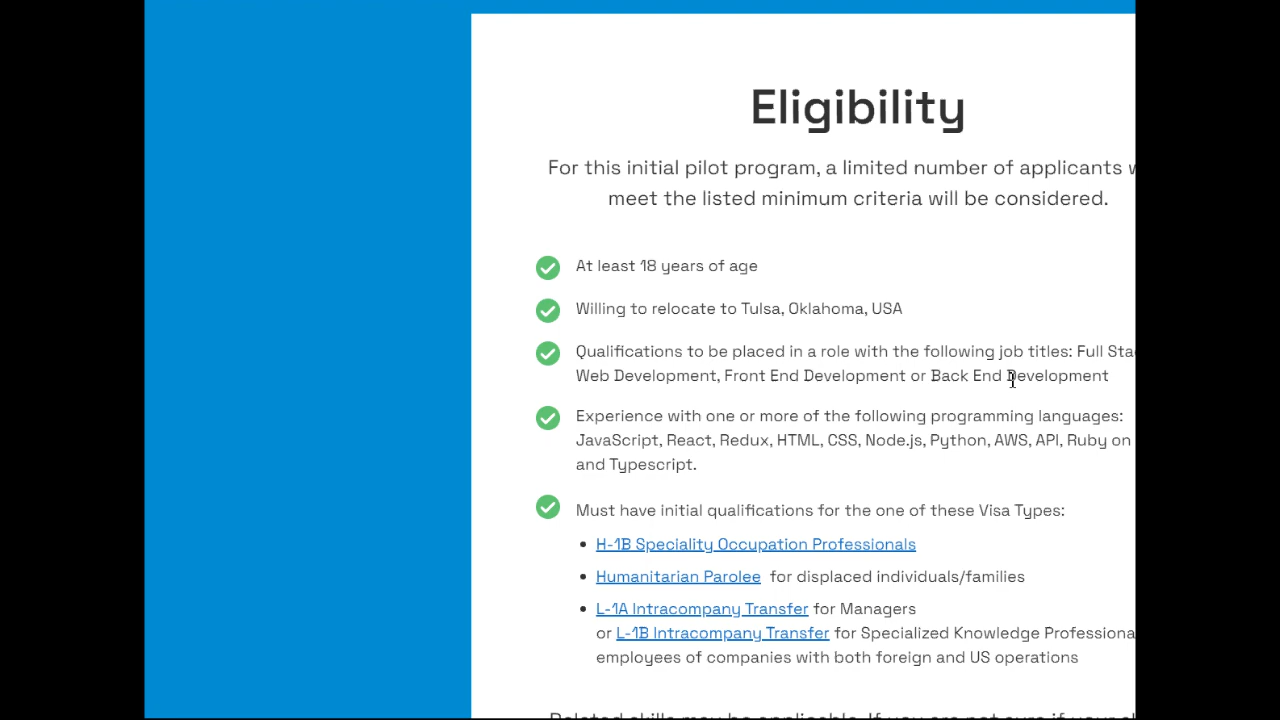 Eligibility
For this initial pilot program, a limited number of applicants
meet the listed minimum criteria will be considered.
At least 18 years of age
Willing to relocate to Tulsa, Oklahoma, USA
Qualifications to be placed in a role with the following job titles: Full
Web Development, Front End Development or Back End Development
Experience with one or more of the following programming languages:
JavaScript, React, Redux, HTML, CSS, Node.js, Python, AWS, API, Ruby on
and Typescript.
Must have initial qualifications for the one of these Visa Types:
• H-1B Speciality Occupation Professionals
• Humanitarian Parolee for displaced individuals/families
• L-1A Intracompany Transfer for Managers
or L-1B Intracompany Transfer for Specialized Knowledge
employees of companies with both foreign and US operations